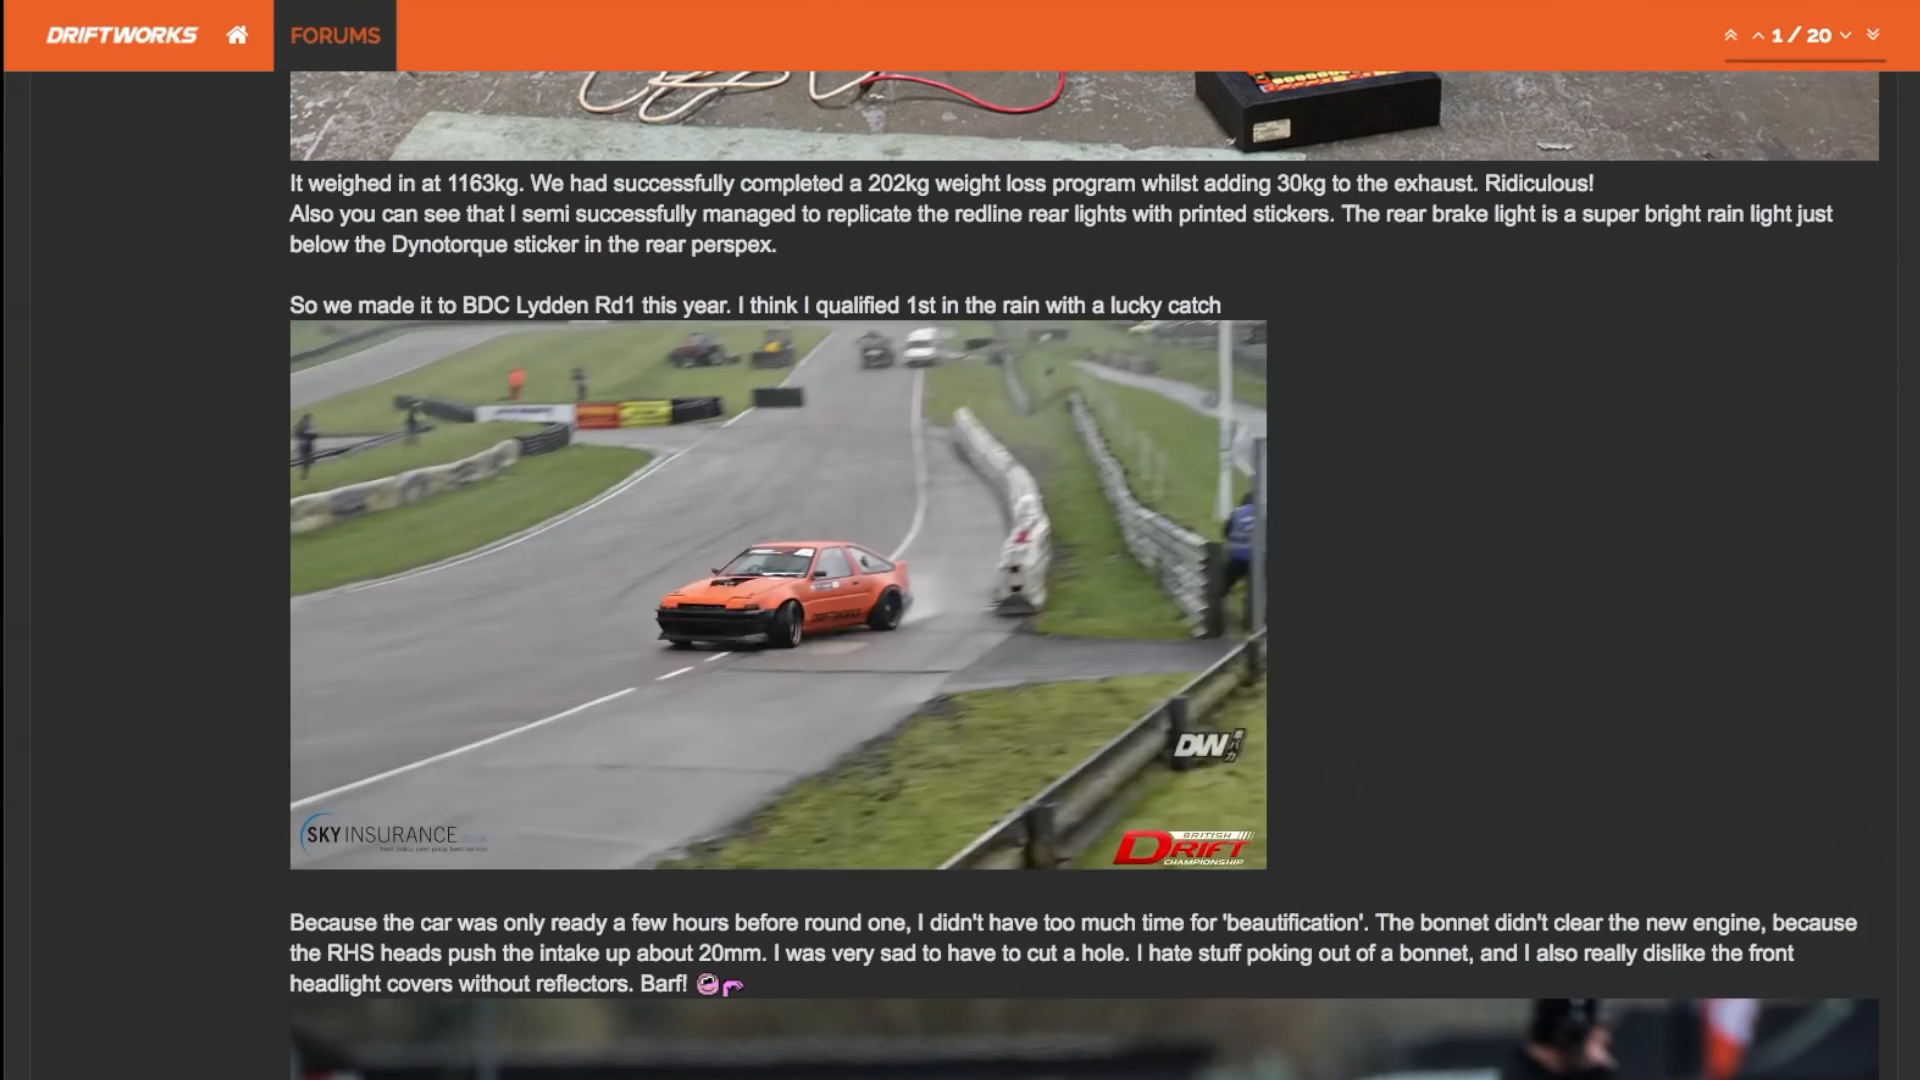 DRIFTWORKS
FORUMS
1 / 20
It weighed in at 1163kg. We had successfully completed a 202kg weight loss program whilst adding 30kg to the exhaust. Ridiculous!
Also you can see that I semi successfully managed to replicate the redline rear lights with printed stickers. The rear brake light is a super bright rain light just
below the Dynotorque sticker in the rear perspex.
So we made it to BDC Lydden Rd1 this year. I think I qualified 1st in the rain with a lucky catch
DRIFTWORKS
DW
SKY INSURANCE
BRITISH
DRIFT
CHAMPIONSHIP
Because the car was only ready a few hours before round one, I didn't have too much time for 'beautification'. The bonnet didn't clear the new engine, because
the RHS heads push the intake up about 20mm. I was very sad to have to cut a hole. I hate stuff poking out of a bonnet, and I also really dislike the front
headlight covers without reflectors. Barf!